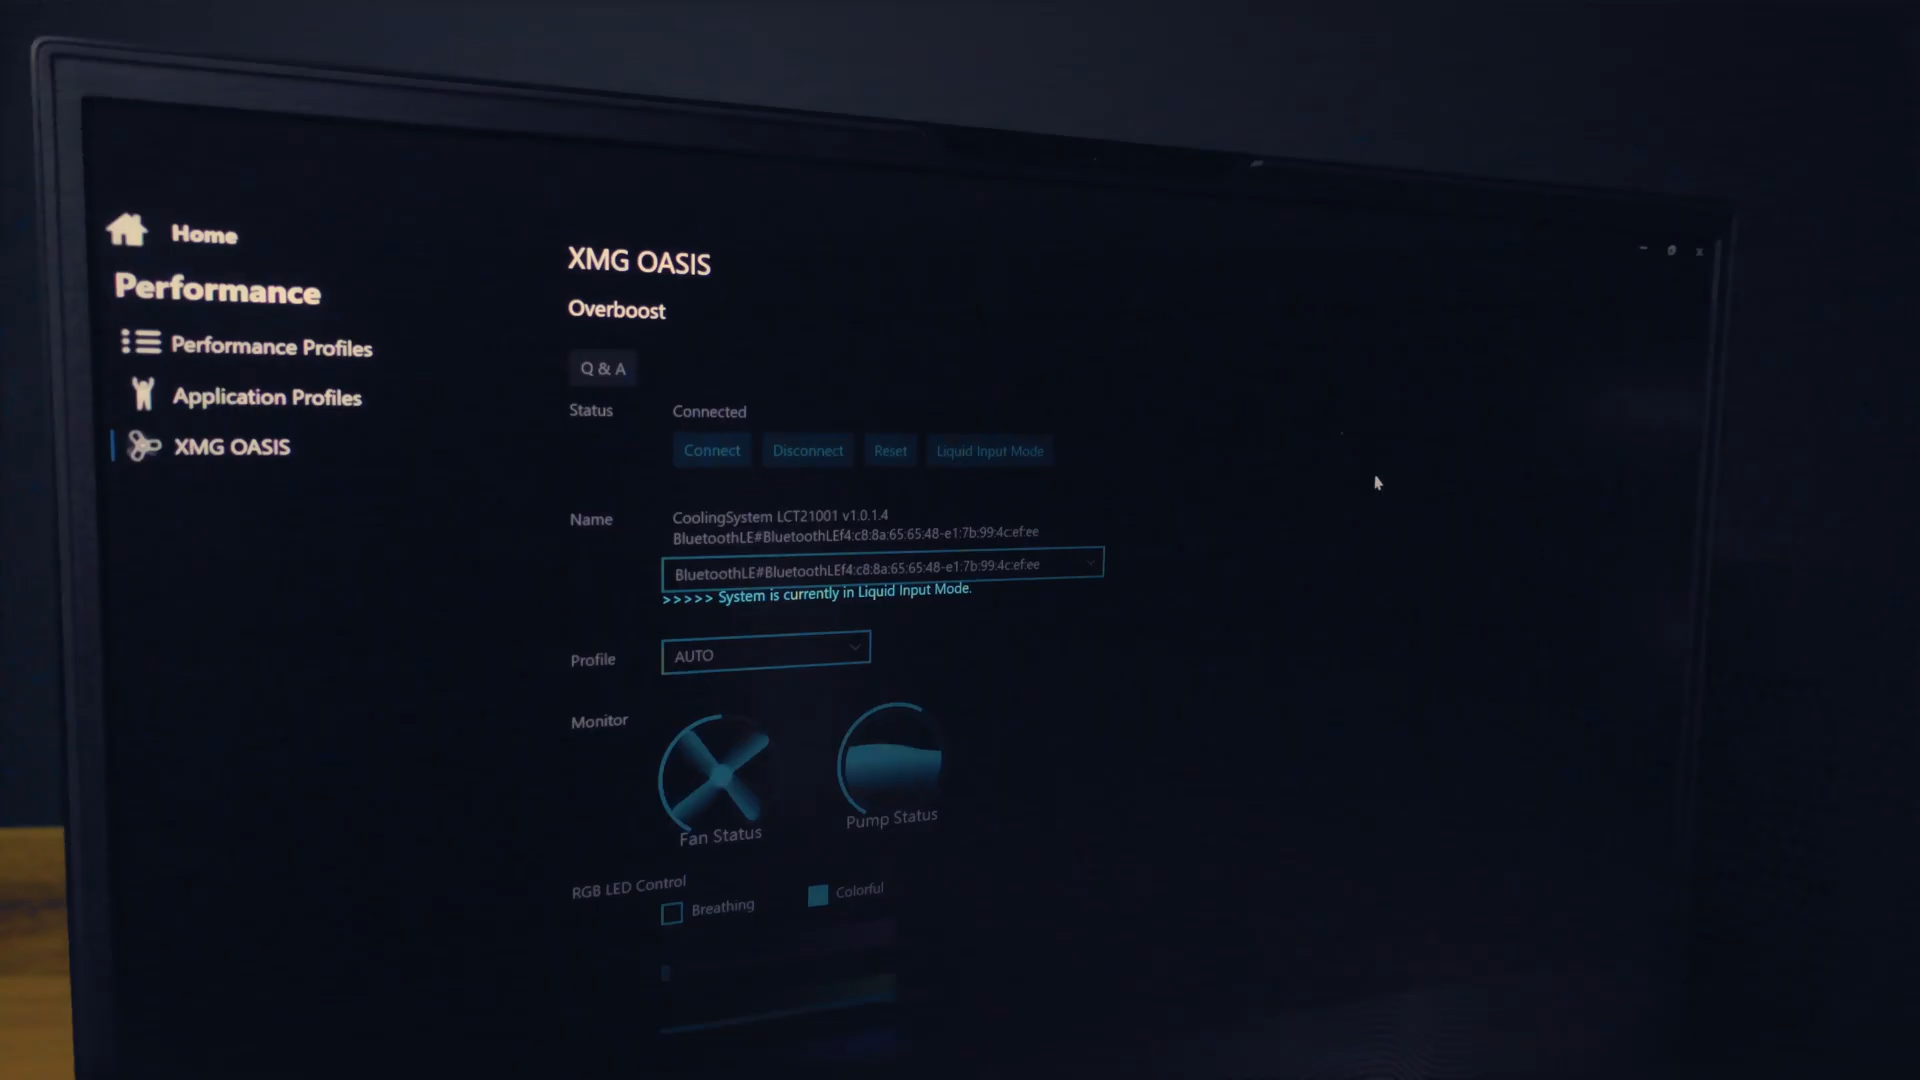 Home
Performance
Performance Profiles
Application Profiles
XMG OASIS
XMG OASIS
Overboost
Q & A
Status
Connected
Connect
Disconnect
Reset
Liquid Input Mode
Name
CoolingSystem LCT21001 v1.0.1.4
BluetoothLE#BluetoothLEf4:c8:8a:65:65:48-e1:7b:99:4c:ef:ee
BluetoothLE#BluetoothLEf4:c8:8a:65:65:48-e1:7b:99:4c:ef:ee
>>>>> System is currently in Liquid Input Mode.
Profile
AUTO
Monitor
Fan Status
Pump Status
RGB LED Control
Breathing
Colorful